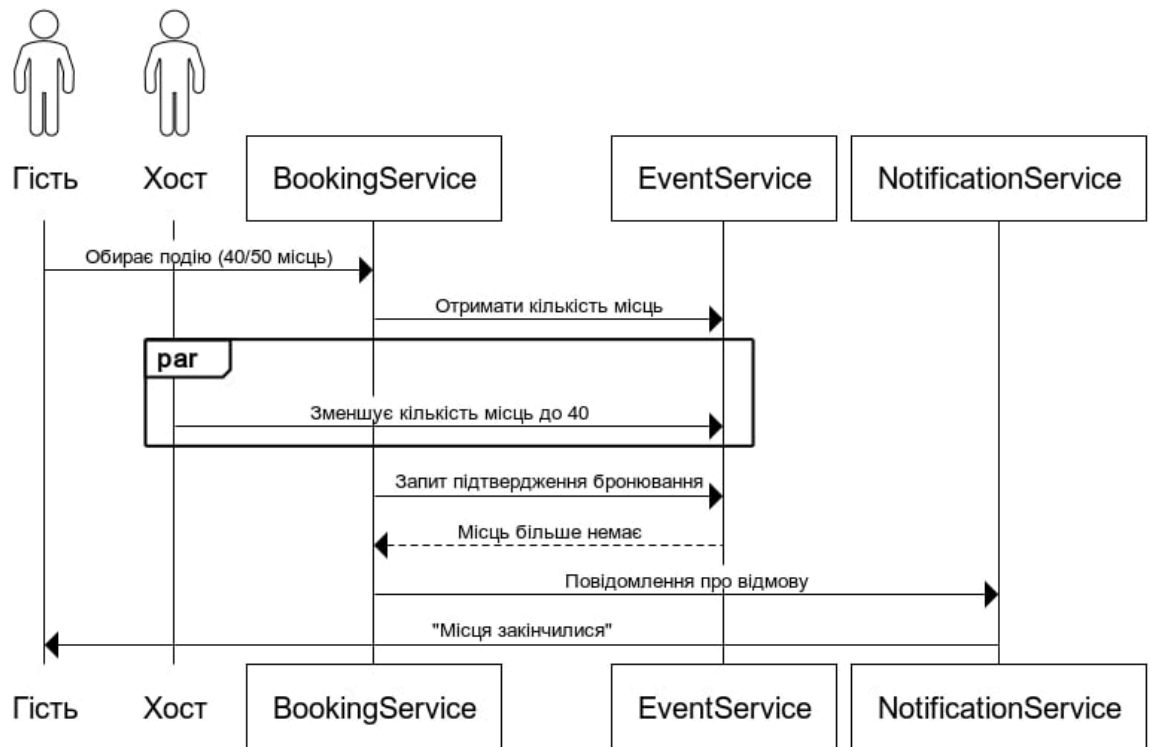 Гість
Хост
BookingService
EventService
NotificationService
Обирає подію (40/50 місць)
Отримати кількість місць
par
Зменшує кількість місць до 40
Запит підтвердження бронювання
Місць більше немає
Повідомлення про відмову
"Місця закінчилися"
Гість
Хост
BookingService
EventService
NotificationService